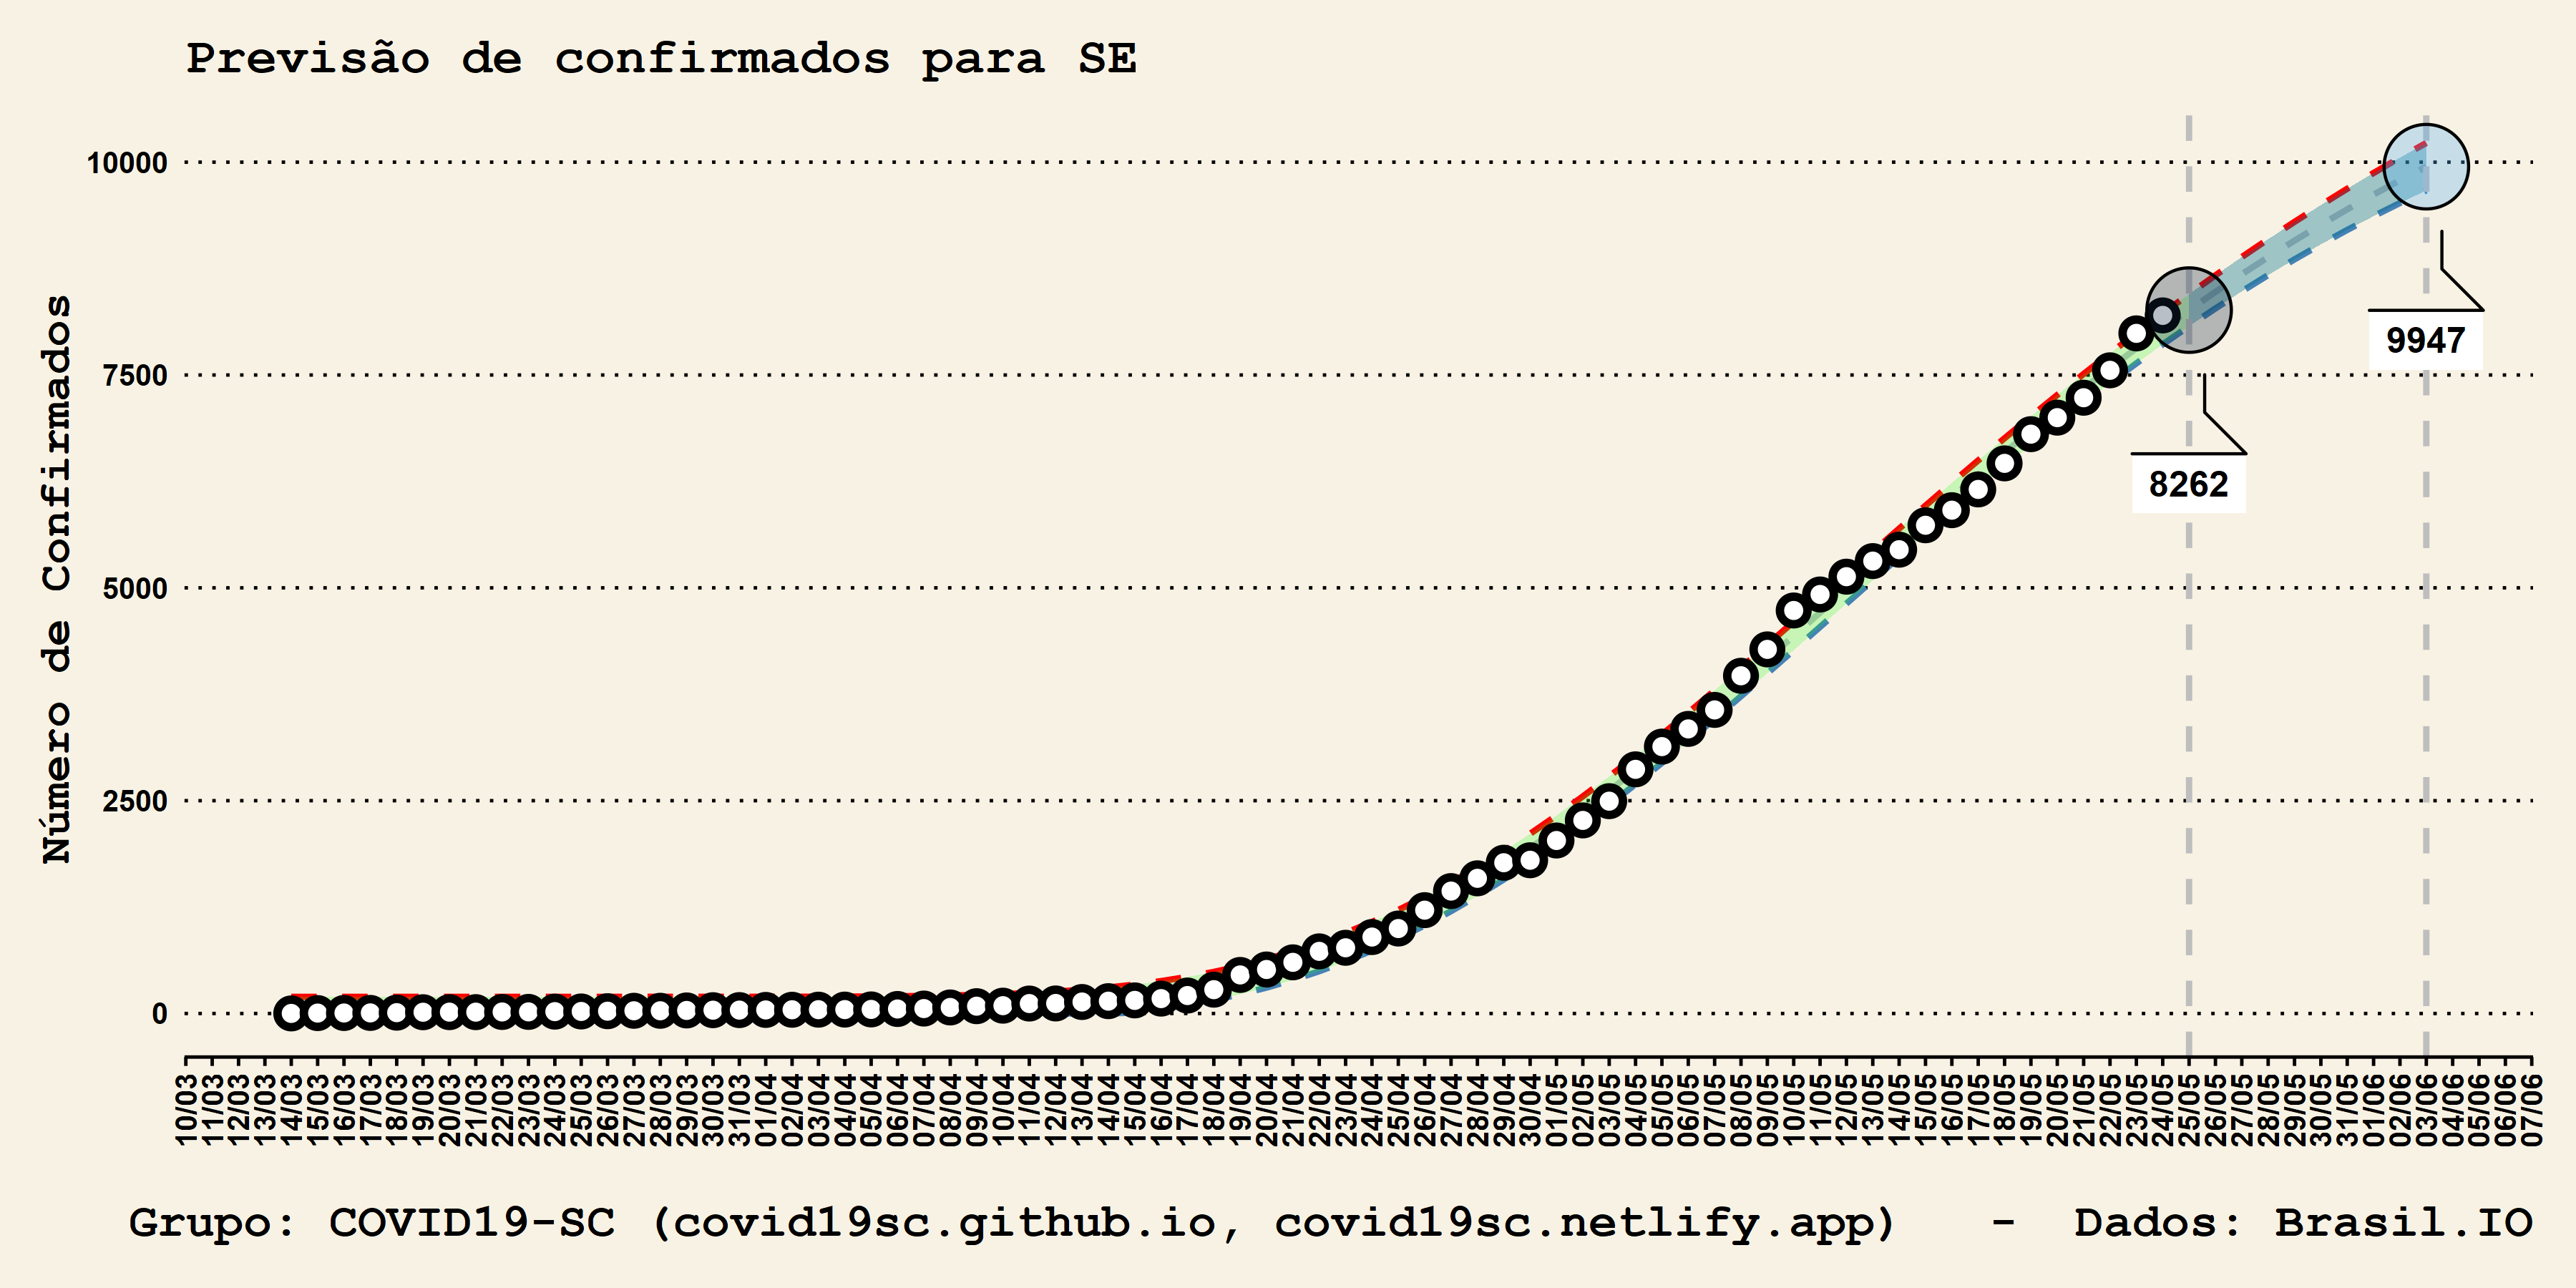 Previsão de confirmados para SE
Número de Confirmados
10000
7500
5000
2500
0
9947
8262
10/03 11/03 12/03 13/03 14/03 15/03 16/03 17/03 18/03 19/03 20/03 21/03 22/03 23/03 24/03 25/03 26/03 27/03 28/03 29/03 30/03 31/03 01/04 02/04 03/04 04/04 05/04 06/04 07/04 08/04 09/04 10/04 11/04 12/04 13/04 14/04 15/04 16/04 17/04 18/04 19/04 20/04 21/04 22/04 23/04 24/04 25/04 26/04 27/04 28/04 29/04 30/04 01/05 02/05 03/05 04/05 05/05 06/05 07/05 08/05 09/05 10/05 11/05 12/05 13/05 14/05 15/05 16/05 17/05 18/05 19/05 20/05 21/05 22/05 23/05 24/05 25/05 26/05 27/05 28/05 29/05 30/05 31/05 01/06 02/06 03/06 04/06 05/06 06/06 07/06
Grupo: COVID19-SC (covid19sc.github.io, covid19sc.netlify.app) - Dados: Brasil.IO